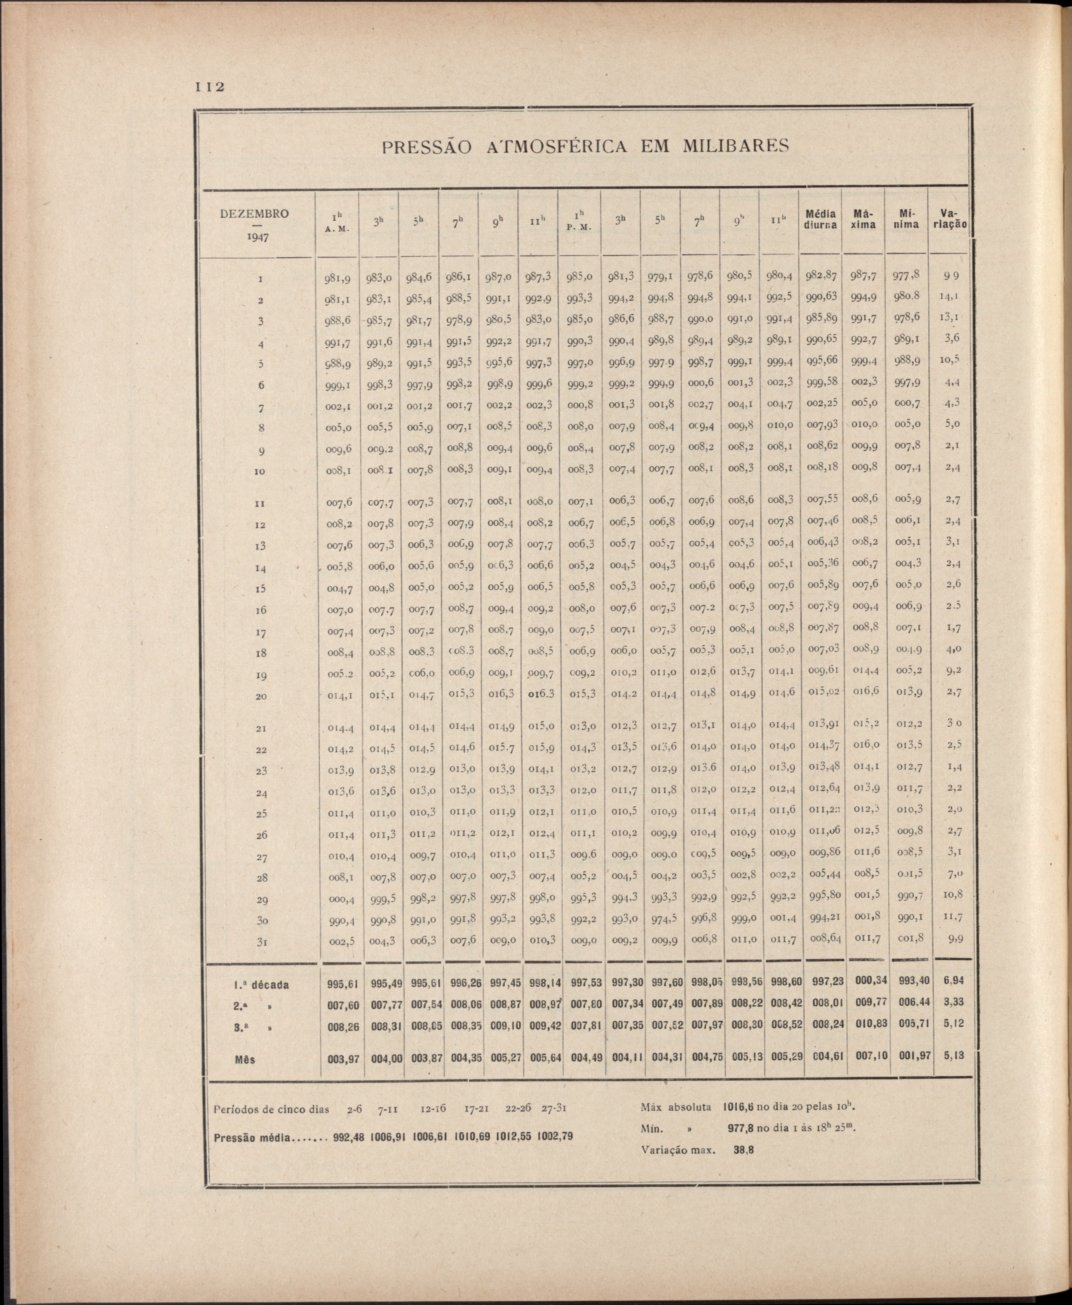 112
PRESSÃO ATMOSFÉRICA EM MILIBARES
DEZEMBRO — 1947 1h A. M. 3h 5h 7h 9h 11h 1h P. M. 3h 5h 7h 9h 11h Média diurna Má-xima Mí-nima Va-riação
1 981,9 983,0 984,6 986,1 987,0 987,3 985,0 981,3 979,1 978,6 980,5 980,4 982,87 987,7 977,8 9 9
2 981,1 983,1 985,4 988,5 991,1 992,9 993,3 994,2 994,8 994,8 994,1 992,5 990,63 994,9 980.8 14,1
3 988,6 985,7 981,7 978,9 980,5 983,0 985,0 986,6 988,7 990,0 991,0 991,4 985,89 991,7 978,6 13,1
4 991,7 991,6 991,4 991,5 992,2 991,7 990,3 990,4 989,8 989,4 989,2 989,1 990,65 992,7 989,1 3,6
5 988,9 989,2 991,5 993,5 995,6 997,3 997,0 996,9 997.9 998,7 999,1 999,4 995,66 999,4 988,9 10,5
6 999,1 998,3 997,9 998,2 998,9 999,6 999,2 999,2 999,9 000,6 001,3 002,3 999,58 002,3 997,9 4,4
7 002,1 001,2 001,2 001,7 002,2 002,3 000,8 001,3 001,8 002,7 004,1 004,7 002,25 005,0 000,7 4,3
8 005,0 005,5 005,9 007,1 008,5 008,3 008,0 007,9 008,4 009,4 009,8 010,0 007,93 010,0 005,0 5,0
9 009,6 009,2 008,7 008,8 009,4 009,6 008,4 007,8 007,9 008,2 008,2 008,1 008,62 009,9 007,8 2,1
10 008,1 008 1 007,8 008,3 009,1 009,4 008,3 007,4 007,7 008,1 008,3 008,1 008,18 009,8 007,4 2,4
11 007,6 007,7 007,3 007,7 008,1 008,0 007,1 006,3 006,7 007,6 008,6 008,3 007,55 008,6 005,9 2,7
12 008,2 007,8 007,3 007,9 008,4 008,2 006,7 006,5 006,8 006,9 007,4 007,8 007,46 008,5 006,1 2,4
13 007,6 007,3 006,3 006,9 007,8 007,7 006,3 005,7 005,7 005,4 005,3 005,4 006,43 008,2 005,1 3,1
14 005,8 006,0 005,6 005,9 006,3 006,6 005,2 004,5 004,3 004,6 004,6 005,1 005,36 006,7 004,3 2,4
15 004,7 004,8 005,0 005,2 005,9 006,5 005,8 005,3 005,7 006,6 006,9 007,6 005,89 007,6 005,0 2,6
16 007,0 007,7 007,7 008,7 009,4 009,2 008,0 007,6 007,3 007.2 007,3 007,5 007,89 009,4 006,9 2.5
17 007,4 007,3 007,2 007,8 008,7 009,0 007,5 007,1 007,3 007,9 008,4 008,8 007,87 008,8 007,1 1,7
18 008,4 008,8 008,3 008.3 008,7 008,5 006,9 006,0 005,7 005,3 005,1 005,0 007,03 008,9 004,9 4,0
19 005.2 005,2 006,0 006,9 009,1 009,7 009,2 010,2 011,0 012,6 013,7 014,1 009,61 014,4 005,2 9,2
20 014,1 015,1 014,7 015,3 016,3 016.3 015,3 014.2 014,4 014,8 014,9 014,6 015,02 016,6 013,9 2,7
21 014,4 014,4 014,4 014,4 014,9 015,0 013,0 012,3 012,7 013,1 014,0 014,4 013,91 015,2 012,2 3 0
22 014,2 014,5 014,5 014,6 015,7 015,9 014,3 013,5 013,6 014,0 014,0 014,0 014,37 016,0 013,5 2,5
23 013,9 013,8 012,9 013,0 013,9 014,1 013,2 012,7 012,9 013.6 014,0 013,9 013,48 014,1 012,7 1,4
24 013,6 013,6 013,0 013,0 013,3 013,3 012,0 011,7 011,8 012,0 012,2 012,4 012,64 013,9 011,7 2,2
25 011,4 011,0 010,3 011,0 011,9 012,1 011,0 010,5 010,9 011,4 011,4 011,6 012,5 010,3 2,0
26 011,4 011,3 011,2 011,2 012,1 012,4 011,1 010,2 009,9 010,4 010,9 010,9 011,06 012,5 009,8 2,7
27 010,4 010,4 009,7 010,4 011,0 011,3 009.6 009,0 009,0 009,5 009,5 009,0 009,86 011,6 008,5 3,1
28 008,1 007,8 007,0 007,0 007,3 007,4 005,2 004,5 004,2 003,5 002,8 002,2 005,44 008,5 001,5 7,0
29 000,4 999,5 998,2 997,8 997,8 998,0 995,3 994,3 993,3 992,9 992,5 992,2 995,80 001,5 990,7 10,8
30 990,4 990,8 991,0 991,8 993,2 993,8 992,2 993,0 974,5 996,8 999,0 001,4 994,21 001,8 990,1 11,7
31 002,5 004,3 006,3 007,6 009,0 010,3 009,0 009,2 009,9 006,8 011,0 011,7 008,64 011,7 001,8 9,9
1.ª década 995,61 995,49 995,61 996,26 997,45 998,14 997,53 997,30 997,60 998,05 998,56 998,60 997,23 000,34 993,40 6,94
2.ª » 007,60 007,77 007,54 008,06 008,87 008,97 007,80 007,34 007,49 007,89 008,22 008,42 008,01 009,77 006.44 3,33
3.ª » 008,26 008,31 008,05 008,35 009,10 009,42 007,81 007,35 007,52 007,97 008,30 008,52 008,24 010,83 005,71 5,12
Mês 003,97 004,00 003,87 004,35 005,27 005,64 004,49 004,11 004,31 004,75 005,13 005,29 004,61 007,10 001,97 5,13
Períodos de cinco dias 2-6 7-11 12-16 17-21 22-26 27-31
Pressão média....... 992,48 1006,91 1006,61 1010,69 1012,55 1002,79
Máx absoluta 1016,6 no dia 20 pelas 10h.
Mín. » 977,8 no dia 1 às 18h 25m.
Variação max. 38,8